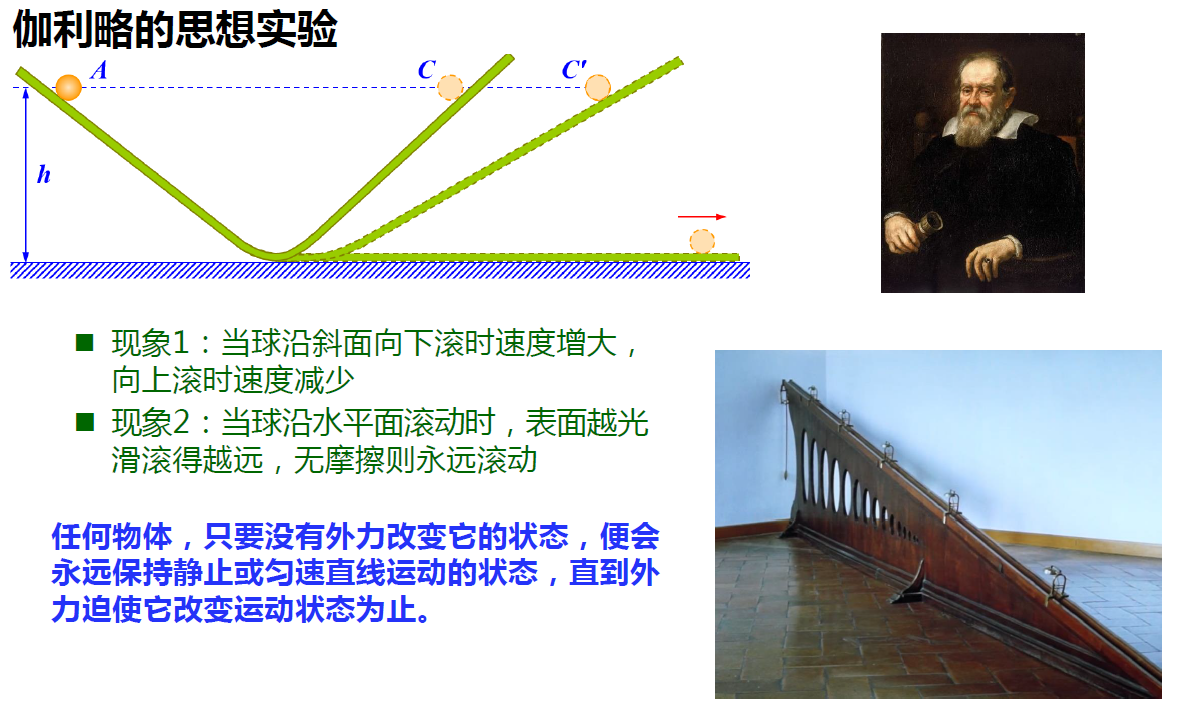 伽利略的思想实验
A
C
C'
h
现象1：当球沿斜面向下滚时速度增大，
向上滚时速度减少
现象2：当球沿水平面滚动时，表面越光
滑滚得越远，无摩擦则永远滚动
任何物体，只要没有外力改变它的状态，便会
永远保持静止或匀速直线运动的状态，直到外
力迫使它改变运动状态为止。